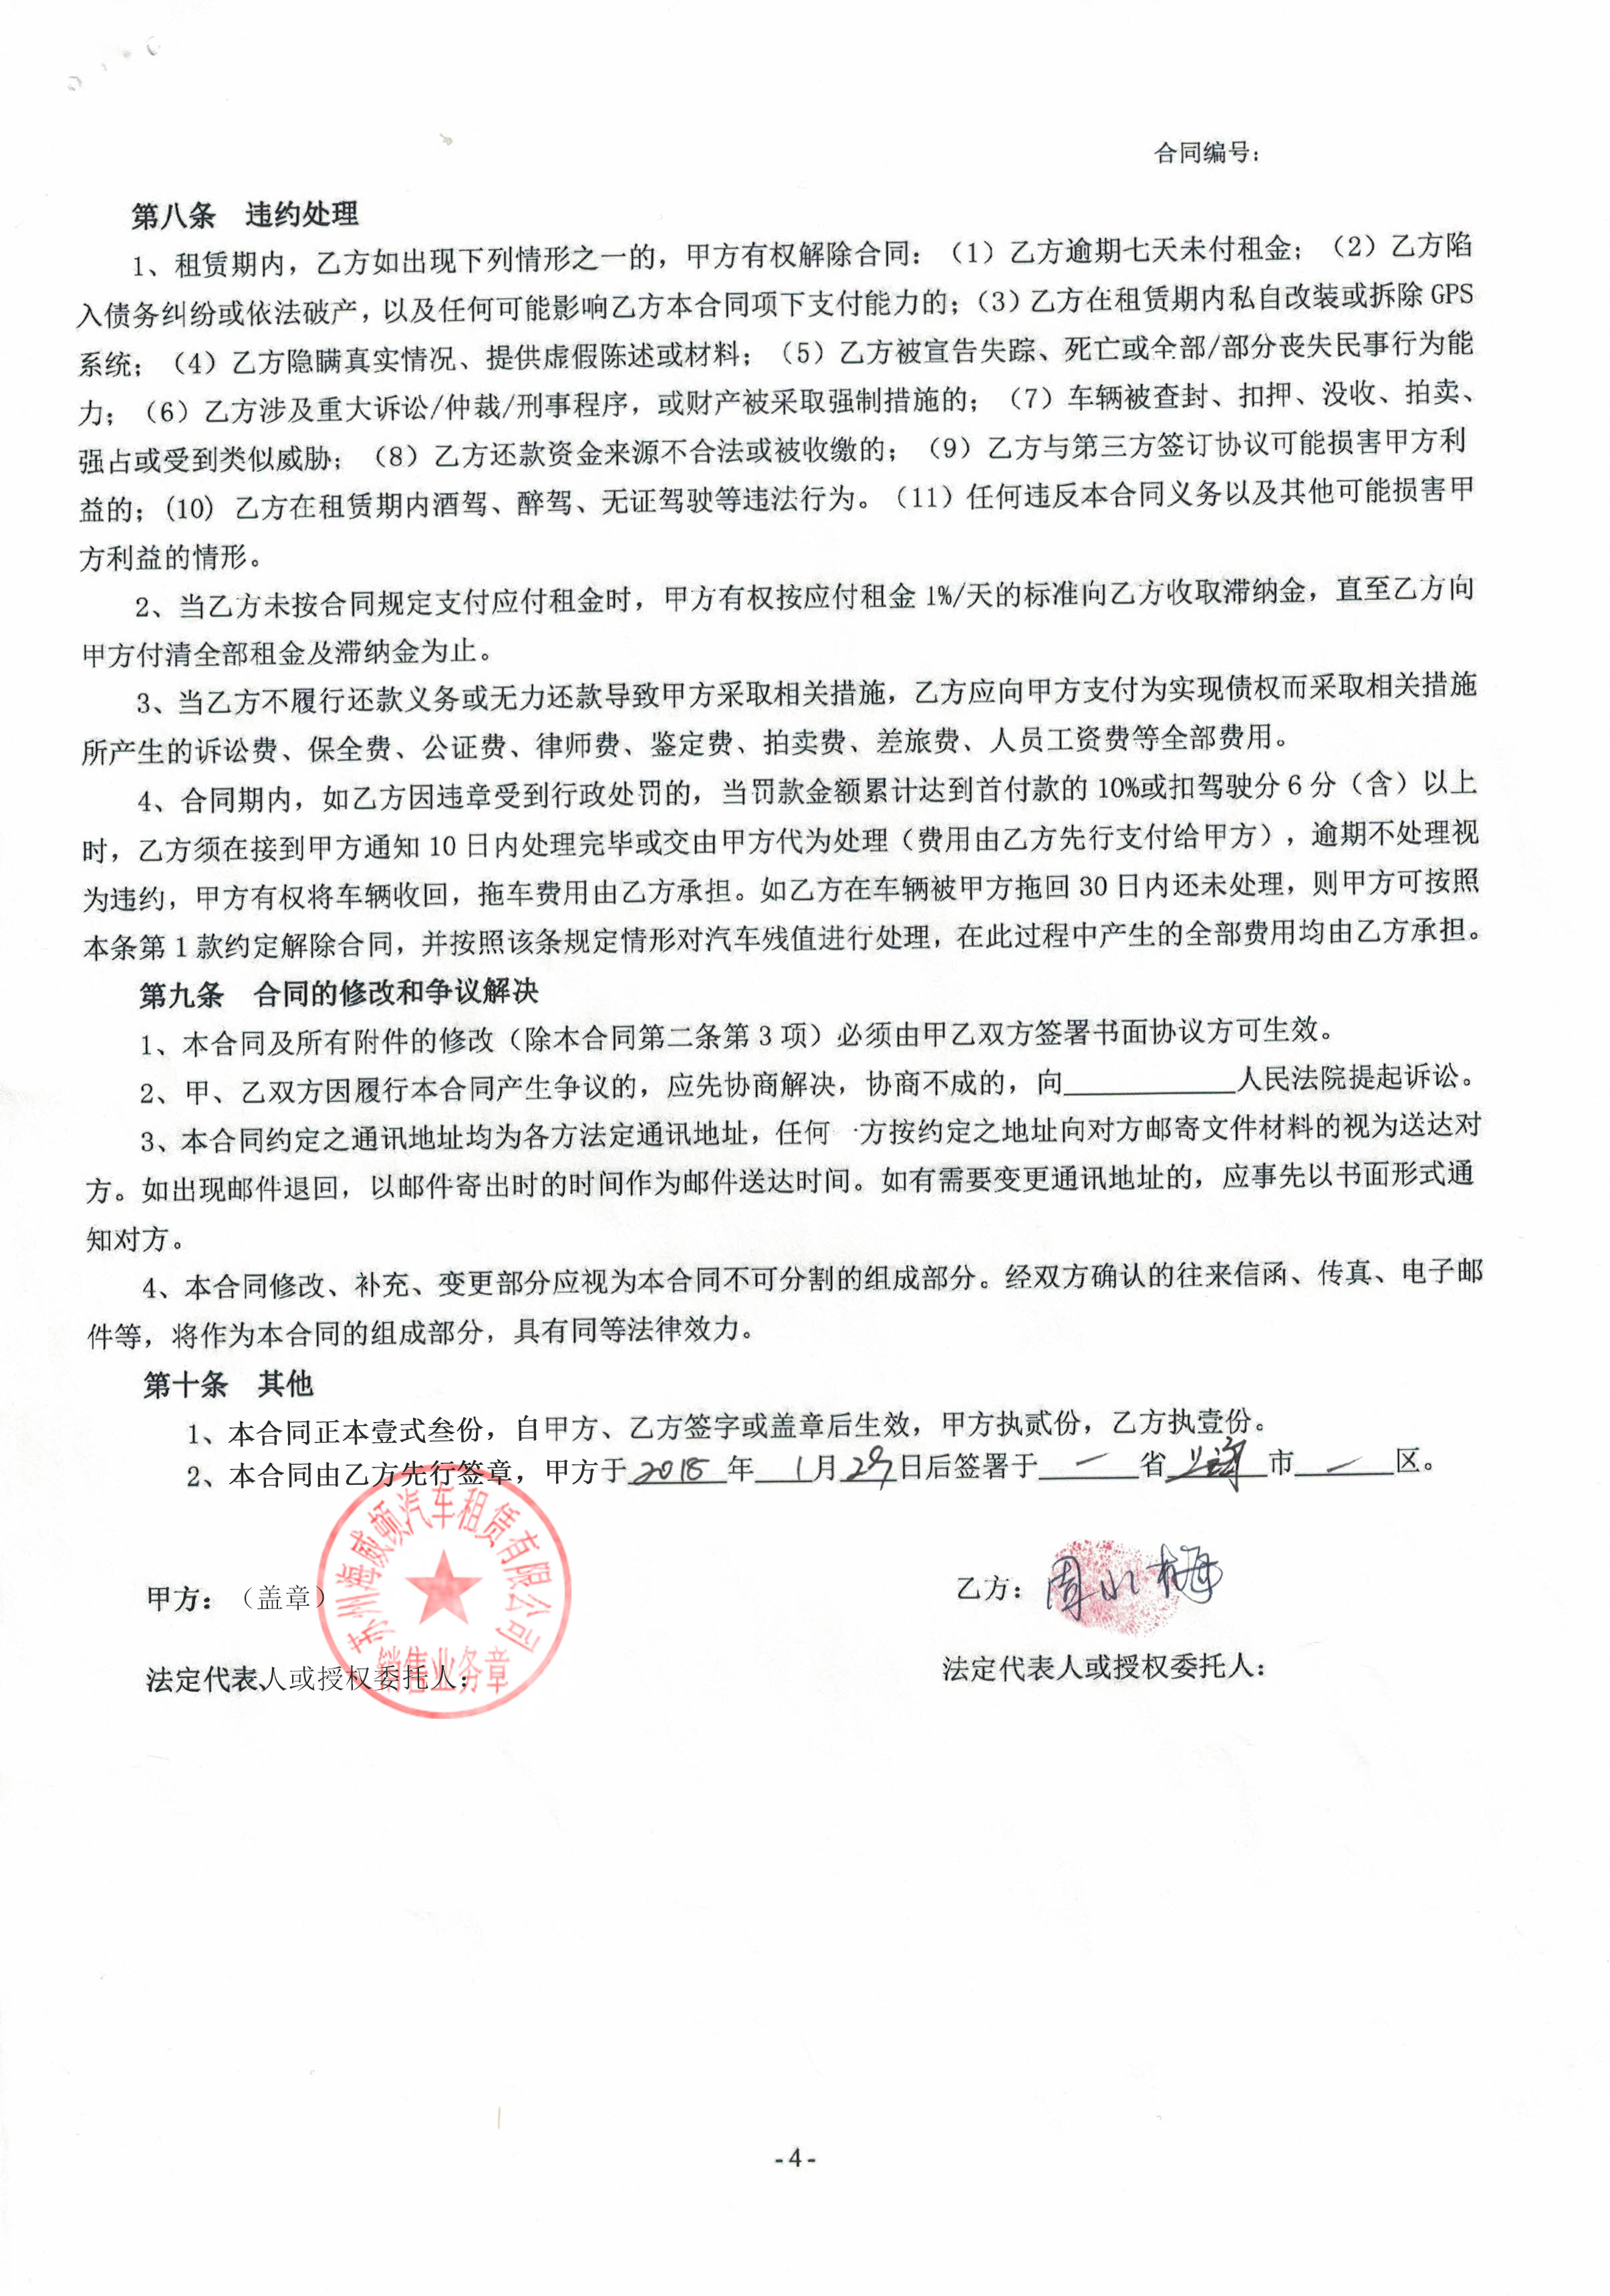 合同编号：
第八条　违约处理
1、租赁期内，乙方如出现下列情形之一的，甲方有权解除合同：（1）乙方逾期七天未付租金；（2）乙方陷
入债务纠纷或依法破产，以及任何可能影响乙方本合同项下支付能力的；（3）乙方在租赁期内私自改装或拆除 GPS
系统；（4）乙方隐瞒真实情况、提供虚假陈述或材料；（5）乙方被宣告失踪、死亡或全部/部分丧失民事行为能
力；（6）乙方涉及重大诉讼/仲裁/刑事程序，或财产被采取强制措施的；（7）车辆被查封、扣押、没收、拍卖、
强占或受到类似威胁；（8）乙方还款资金来源不合法或被收缴的；（9）乙方与第三方签订协议可能损害甲方利
益的；(10) 乙方在租赁期内酒驾、醉驾、无证驾驶等违法行为。（11）任何违反本合同义务以及其他可能损害甲
方利益的情形。
2、当乙方未按合同规定支付应付租金时，甲方有权按应付租金 1%/天的标准向乙方收取滞纳金，直至乙方向
甲方付清全部租金及滞纳金为止。
3、当乙方不履行还款义务或无力还款导致甲方采取相关措施，乙方应向甲方支付为实现债权而采取相关措施
所产生的诉讼费、保全费、公证费、律师费、鉴定费、拍卖费、差旅费、人员工资费等全部费用。
4、合同期内，如乙方因违章受到行政处罚的，当罚款金额累计达到首付款的 10%或扣驾驶分 6 分（含）以上
时，乙方须在接到甲方通知 10 日内处理完毕或交由甲方代为处理（费用由乙方先行支付给甲方），逾期不处理视
为违约，甲方有权将车辆收回，拖车费用由乙方承担。如乙方在车辆被甲方拖回 30 日内还未处理，则甲方可按照
本条第 1 款约定解除合同，并按照该条规定情形对汽车残值进行处理，在此过程中产生的全部费用均由乙方承担。
第九条　合同的修改和争议解决
1、本合同及所有附件的修改（除本合同第二条第 3 项）必须由甲乙双方签署书面协议方可生效。
2、甲、乙双方因履行本合同产生争议的，应先协商解决，协商不成的，向____________人民法院提起诉讼。
3、本合同约定之通讯地址均为各方法定通讯地址，任何一方按约定之地址向对方邮寄文件材料的视为送达对
方。如出现邮件退回，以邮件寄出时的时间作为邮件送达时间。如有需要变更通讯地址的，应事先以书面形式通
知对方。
4、本合同修改、补充、变更部分应视为本合同不可分割的组成部分。经双方确认的往来信函、传真、电子邮
件等，将作为本合同的组成部分，具有同等法律效力。
第十条　其他
1、本合同正本壹式叁份，自甲方、乙方签字或盖章后生效，甲方执贰份，乙方执壹份。
2、本合同由乙方先行签章，甲方于 2018 年 1 月 29 日后签署于 一 省 上海 市 一 区。
苏州海威顿汽车租赁有限公司
销售业务章
甲方：（盖章）
乙方：周小梅
法定代表人或授权委托人：
法定代表人或授权委托人：
- 4 -